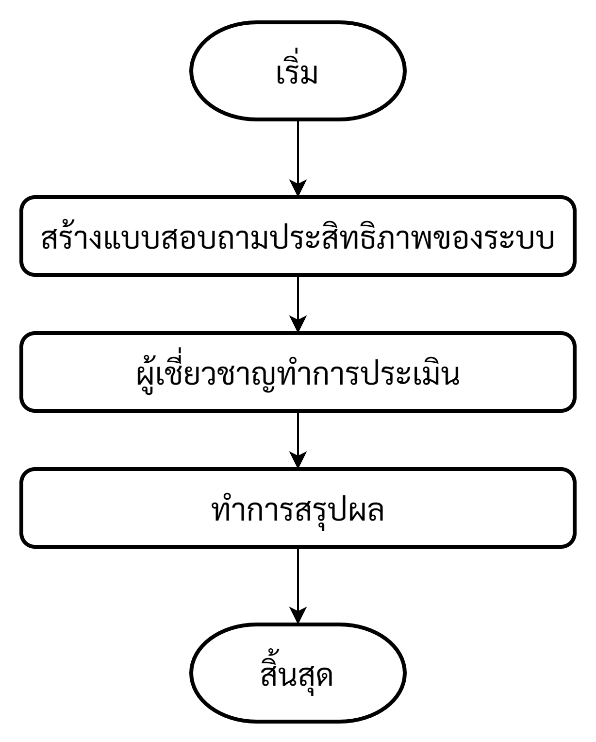 เริ่ม
สร้างแบบสอบถามประสิทธิภาพของระบบ
ผู้เชี่ยวชาญทำการประเมิน
ทำการสรุปผล
สิ้นสุด